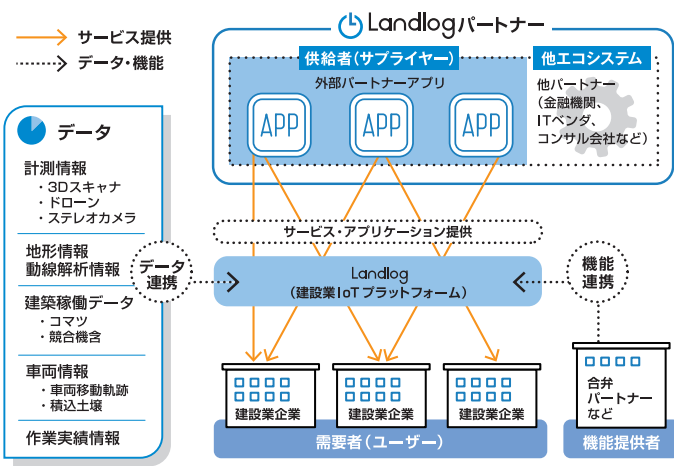 サービス提供
データ・機能
Landlogパートナー
供給者（サプライヤー）
外部パートナーアプリ
APP
APP
APP
他エコシステム
他パートナー
（金融機関、
ITベンダ、
コンサル会社など）
データ
計測情報
・3Dスキャナ
・ドローン
・ステレオカメラ
地形情報
動線解析情報
建築稼働データ
・コマツ
・競合機含
車両情報
・車両移動軌跡
・積込土壌
作業実績情報
サービス・アプリケーション提供
データ
連携
Landlog
（建設業IoTプラットフォーム）
機能
連携
建設業企業
建設業企業
建設業企業
需要者（ユーザー）
合弁
パートナー
など
機能提供者